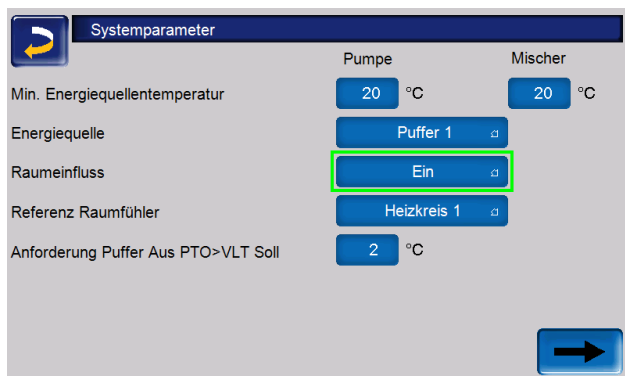 Systemparameter
Pumpe Mischer
Min. Energiequellentemperatur 20 °C 20 °C
Energiequelle Puffer 1
Raumeinfluss Ein
Referenz Raumfühler Heizkreis 1
Anforderung Puffer Aus PTO>VLT Soll 2 °C